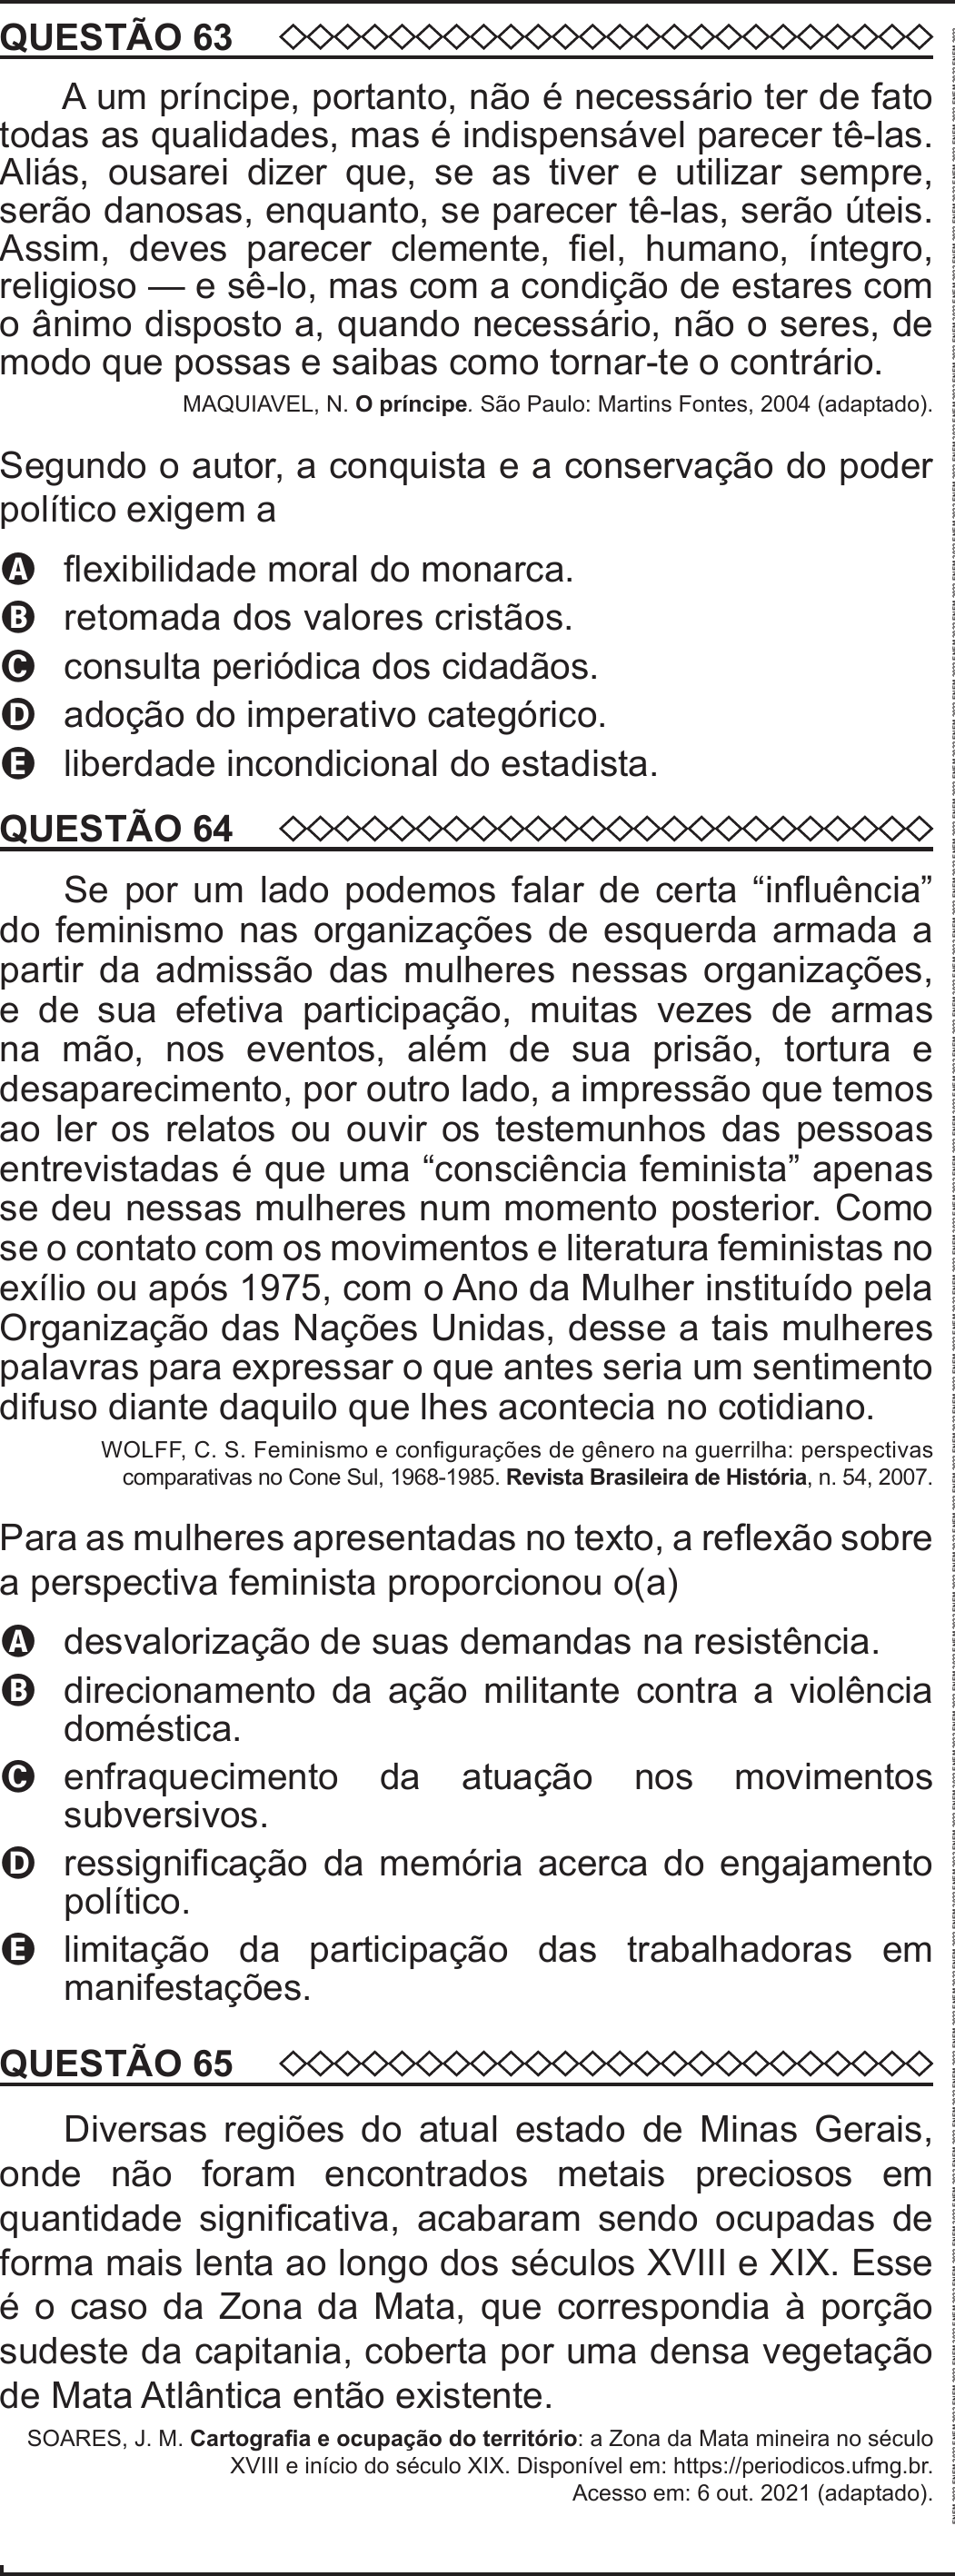 QUESTÃO 63
A um príncipe, portanto, não é necessário ter de fato
todas as qualidades, mas é indispensável parecer tê-las.
Aliás, ousarei dizer que, se as tiver e utilizar sempre,
serão danosas, enquanto, se parecer tê-las, serão úteis.
Assim, deves parecer clemente, fiel, humano, íntegro,
religioso — e sê-lo, mas com a condição de estares com
o ânimo disposto a, quando necessário, não o seres, de
modo que possas e saibas como tornar-te o contrário.
MAQUIAVEL, N. O príncipe. São Paulo: Martins Fontes, 2004 (adaptado).
Segundo o autor, a conquista e a conservação do poder
político exigem a
A flexibilidade moral do monarca.
B retomada dos valores cristãos.
C consulta periódica dos cidadãos.
D adoção do imperativo categórico.
E liberdade incondicional do estadista.
QUESTÃO 64
Se por um lado podemos falar de certa “influência”
do feminismo nas organizações de esquerda armada a
partir da admissão das mulheres nessas organizações,
e de sua efetiva participação, muitas vezes de armas
na mão, nos eventos, além de sua prisão, tortura e
desaparecimento, por outro lado, a impressão que temos
ao ler os relatos ou ouvir os testemunhos das pessoas
entrevistadas é que uma “consciência feminista” apenas
se deu nessas mulheres num momento posterior. Como
se o contato com os movimentos e literatura feministas no
exílio ou após 1975, com o Ano da Mulher instituído pela
Organização das Nações Unidas, desse a tais mulheres
palavras para expressar o que antes seria um sentimento
difuso diante daquilo que lhes acontecia no cotidiano.
WOLFF, C. S. Feminismo e configurações de gênero na guerrilha: perspectivas
comparativas no Cone Sul, 1968-1985. Revista Brasileira de História, n. 54, 2007.
Para as mulheres apresentadas no texto, a reflexão sobre
a perspectiva feminista proporcionou o(a)
A desvalorização de suas demandas na resistência.
B direcionamento da ação militante contra a violência
doméstica.
C enfraquecimento da atuação nos movimentos
subversivos.
D ressignificação da memória acerca do engajamento
político.
E limitação da participação das trabalhadoras em
manifestações.
QUESTÃO 65
Diversas regiões do atual estado de Minas Gerais,
onde não foram encontrados metais preciosos em
quantidade significativa, acabaram sendo ocupadas de
forma mais lenta ao longo dos séculos XVIII e XIX. Esse
é o caso da Zona da Mata, que correspondia à porção
sudeste da capitania, coberta por uma densa vegetação
de Mata Atlântica então existente.
SOARES, J. M. Cartografia e ocupação do território: a Zona da Mata mineira no século
XVIII e início do século XIX. Disponível em: https://periodicos.ufmg.br.
Acesso em: 6 out. 2021 (adaptado).